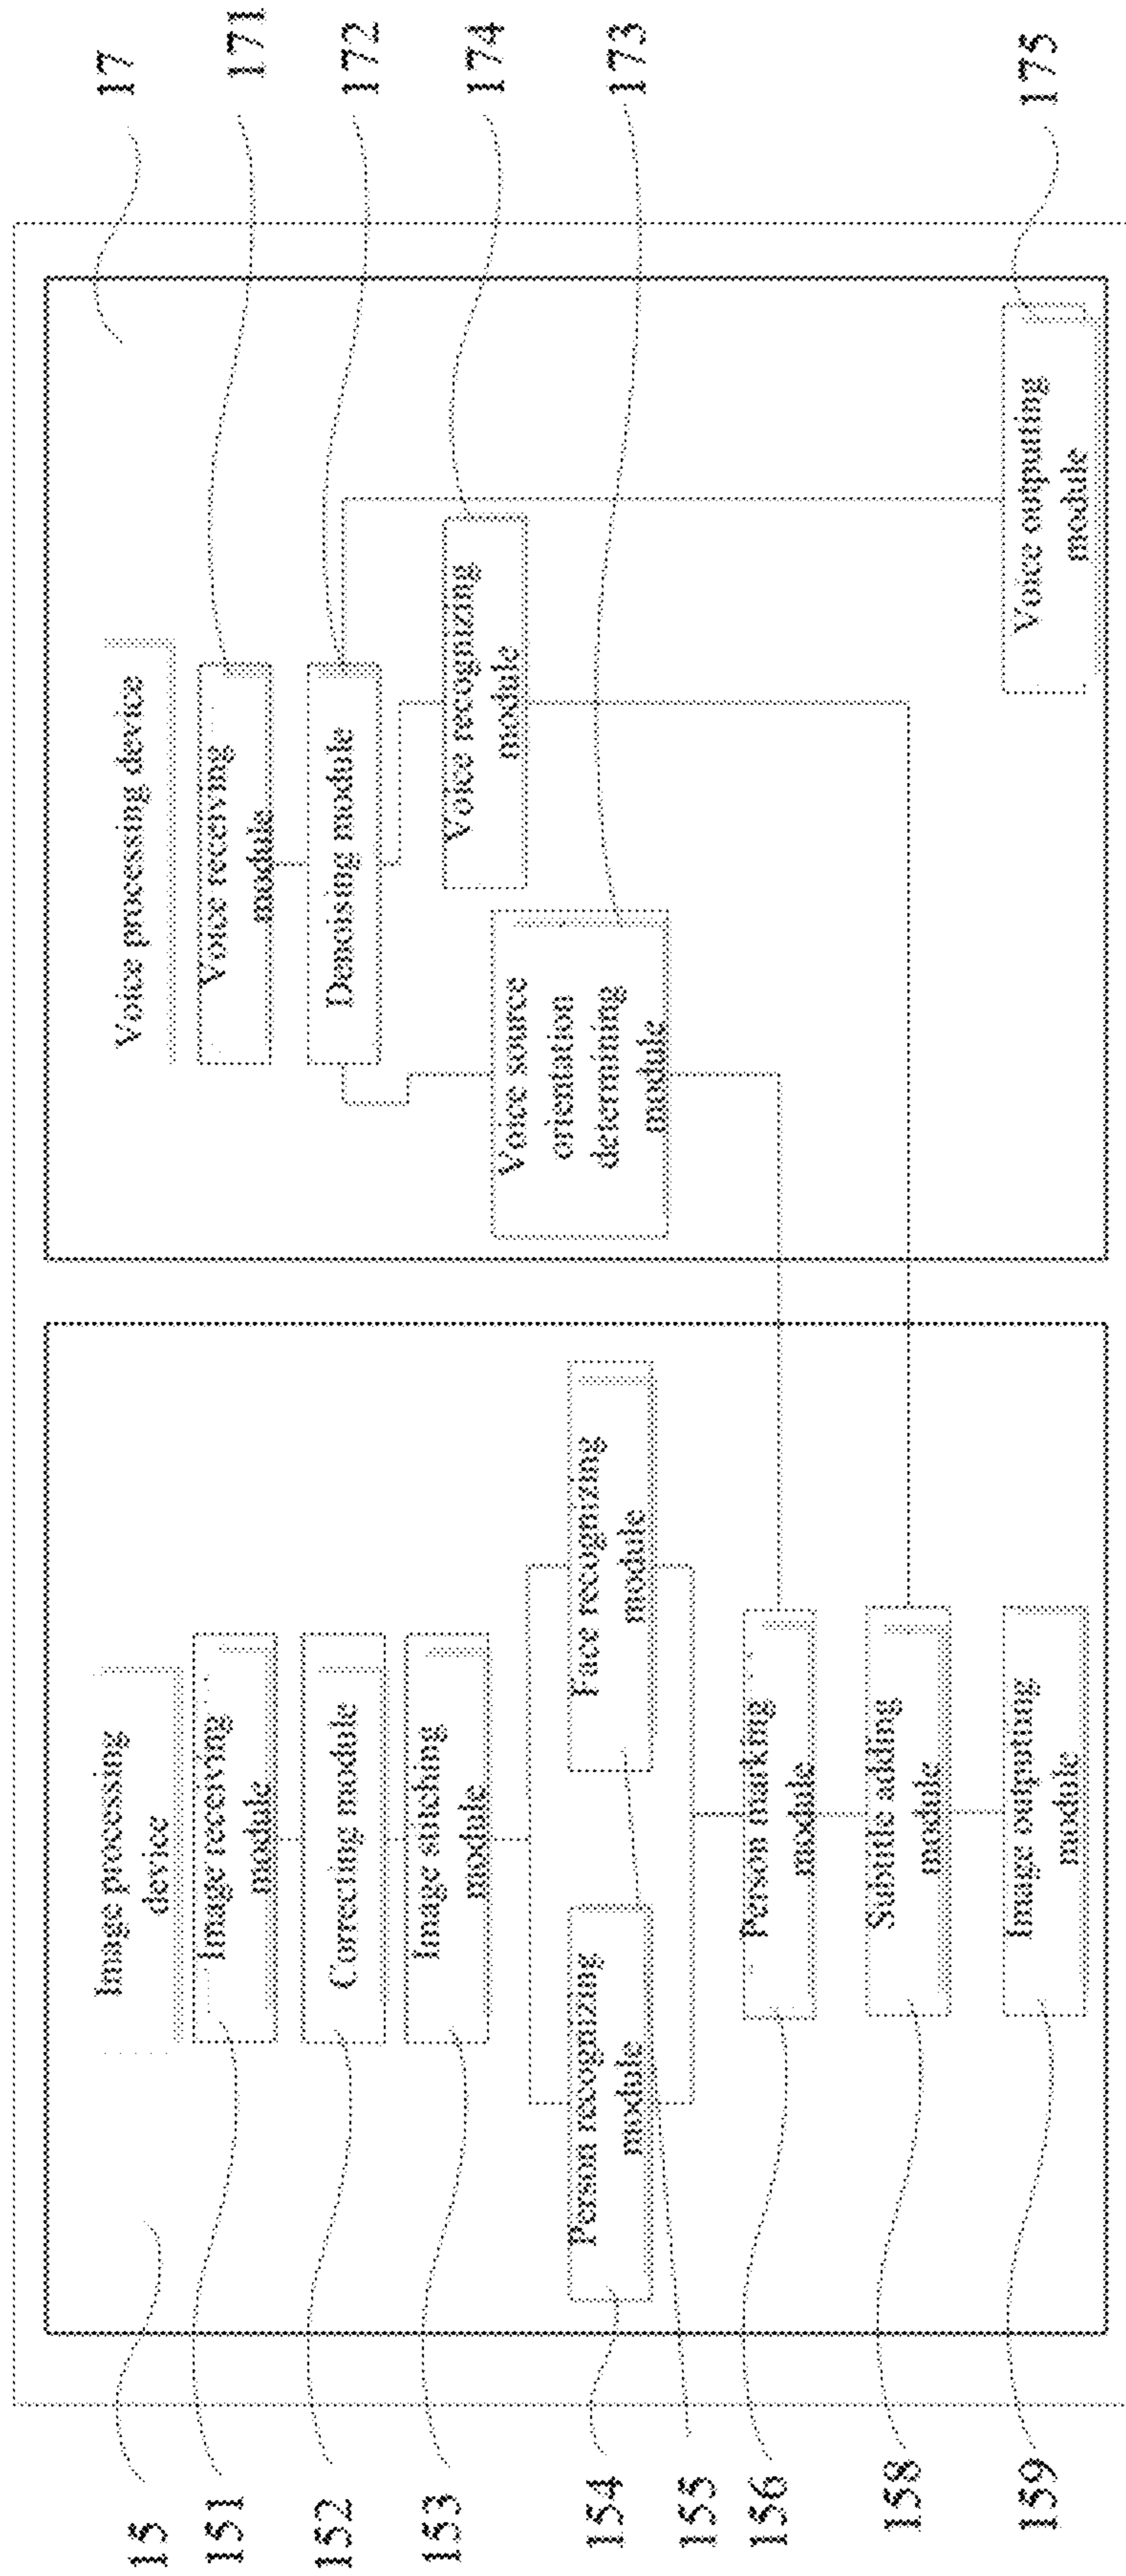 15
151
152
153
154
155
156
158
159
Image processing
device
Image receiving
module
Correcting module
Image stitching
module
Person recognizing
module
Face recognizing
module
Person marking
module
Subtitle adding
module
Image outputing
module
Voice processing device
Voice receiving
module
Denoising module
Voice recognizing
module
Voice source
orientation
determining
module
Voice outputing
module
17
171
172
174
173
175